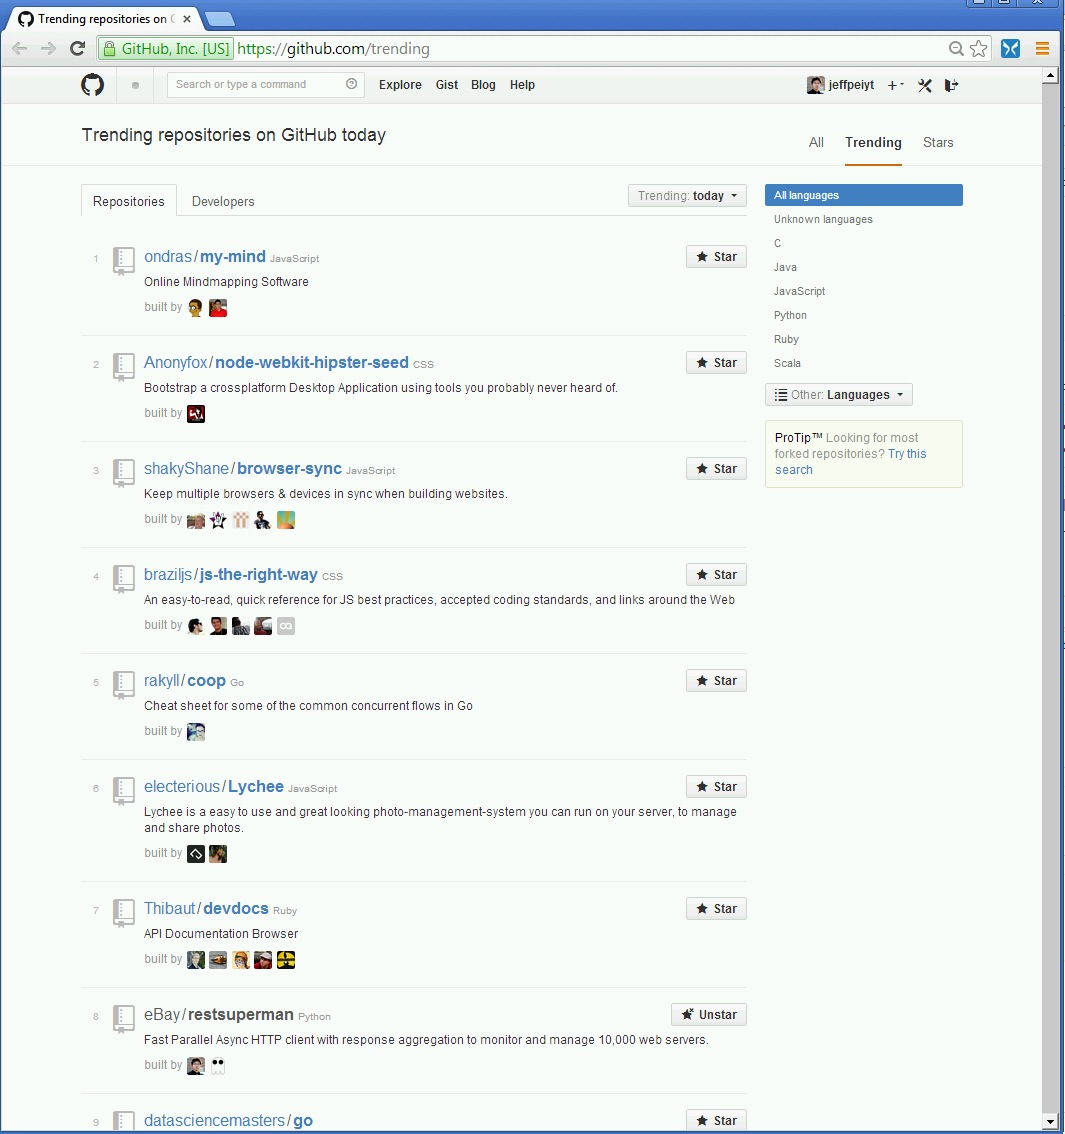 Trending repositories on G
GitHub, Inc. [US] https://github.com/trending
Search or type a command Explore Gist Blog Help jeffpeiyt
Trending repositories on GitHub today
All Trending Stars
Repositories Developers Trending: today
All languages
Unknown languages
C
Java
JavaScript
Python
Ruby
Scala
Other: Languages
ProTip™ Looking for most
forked repositories? Try this
search
1 ondras/my-mind JavaScript Star
Online Mindmapping Software
built by
2 Anonyfox/node-webkit-hipster-seed CSS Star
Bootstrap a crossplatform Desktop Application using tools you probably never heard of.
built by
3 shakyShane/browser-sync JavaScript Star
Keep multiple browsers & devices in sync when building websites.
built by
4 braziljs/js-the-right-way CSS Star
An easy-to-read, quick reference for JS best practices, accepted coding standards, and links around the Web
built by
5 rakyll/coop Go Star
Cheat sheet for some of the common concurrent flows in Go
built by
6 electerious/Lychee JavaScript Star
Lychee is a easy to use and great looking photo-management-system you can run on your server, to manage
and share photos.
built by
7 Thibaut/devdocs Ruby Star
API Documentation Browser
built by
8 eBay/restsuperman Python Unstar
Fast Parallel Async HTTP client with response aggregation to monitor and manage 10,000 web servers.
built by
9 datasciencemasters/go Star